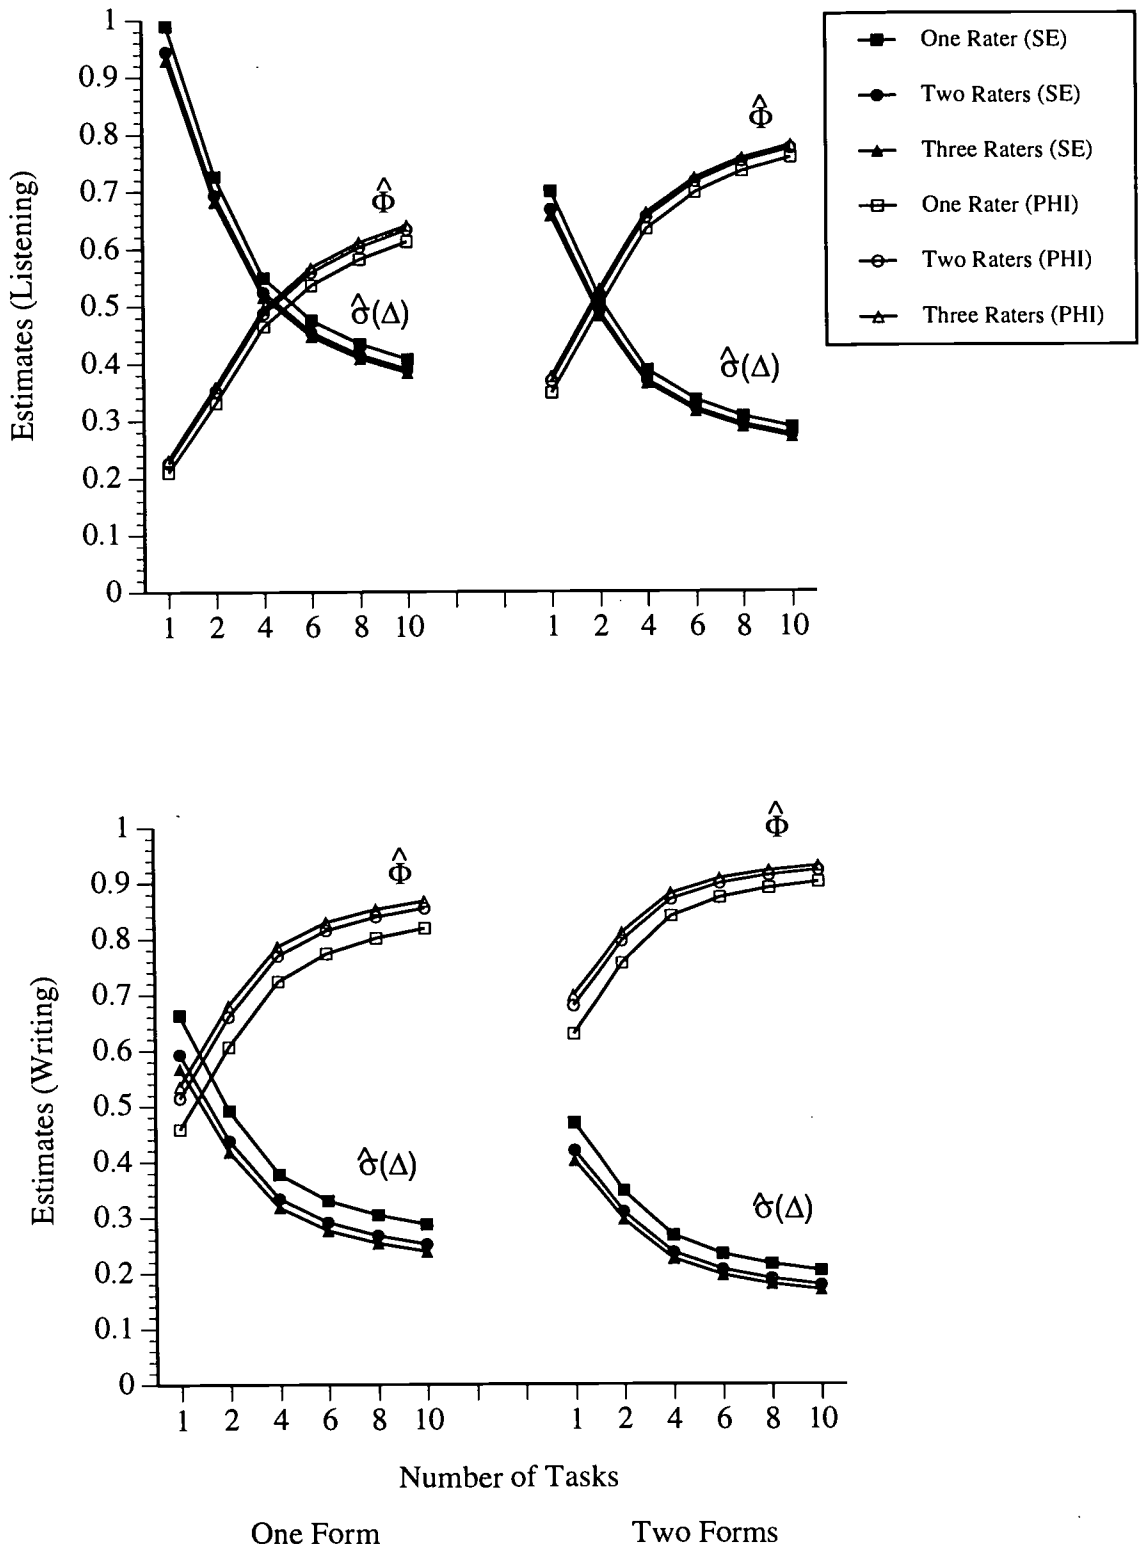 One Rater (SE)
Two Raters (SE)
Three Raters (SE)
One Rater (PHI)
Two Raters (PHI)
Three Raters (PHI)
Estimates (Listening)
1
0.9
0.8
0.7
0.6
0.5
0.4
0.3
0.2
0.1
0
Φ̂
σ̂(Δ)
Φ̂
σ̂(Δ)
1 2 4 6 8 10 1 2 4 6 8 10
Estimates (Writing)
1
0.9
0.8
0.7
0.6
0.5
0.4
0.3
0.2
0.1
0
Φ̂
σ̂(Δ)
Φ̂
σ̂(Δ)
1 2 4 6 8 10 1 2 4 6 8 10
Number of Tasks
One Form Two Forms